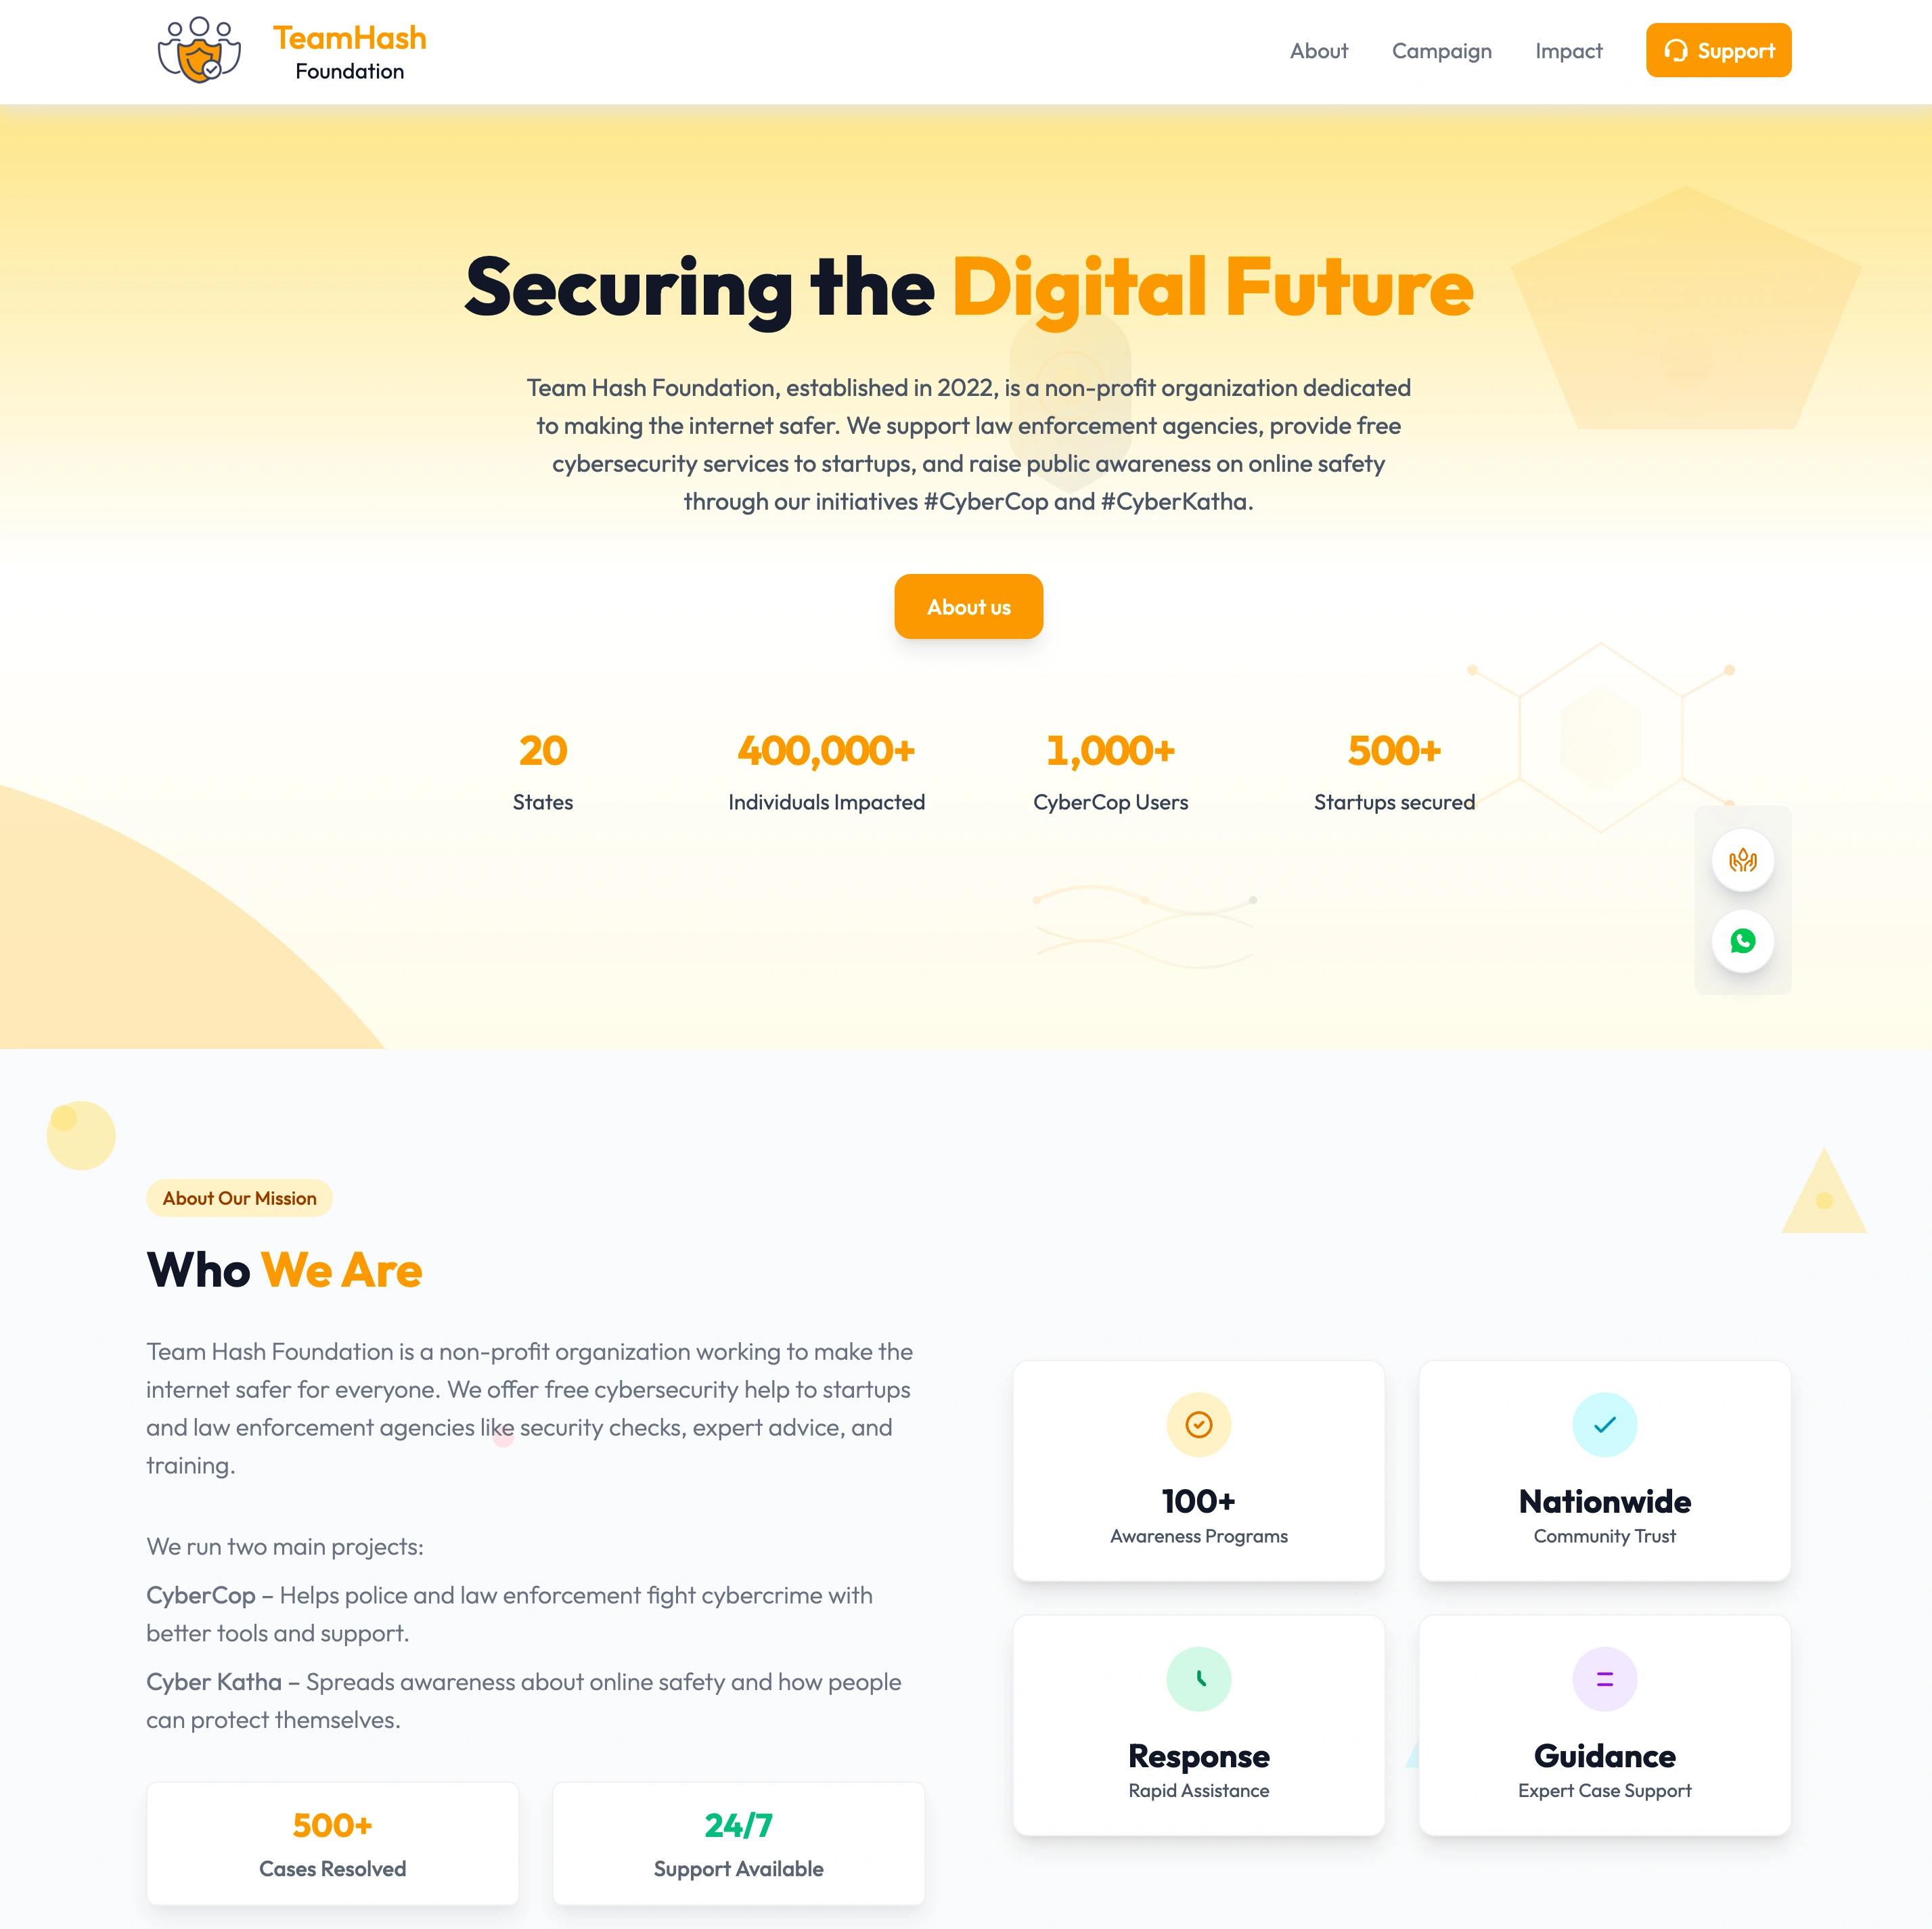 TeamHash
Foundation
About
Campaign
Impact
Support
Securing the Digital Future
Team Hash Foundation, established in 2022, is a non-profit organization dedicated
to making the internet safer. We support law enforcement agencies, provide free
cybersecurity services to startups, and raise public awareness on online safety
through our initiatives #CyberCop and #CyberKatha.
About us
20
States
400,000+
Individuals Impacted
1,000+
CyberCop Users
500+
Startups secured
About Our Mission
Who We Are
Team Hash Foundation is a non-profit organization working to make the
internet safer for everyone. We offer free cybersecurity help to startups
and law enforcement agencies like security checks, expert advice, and
training.
We run two main projects:
CyberCop – Helps police and law enforcement fight cybercrime with
better tools and support.
Cyber Katha – Spreads awareness about online safety and how people
can protect themselves.
500+
Cases Resolved
24/7
Support Available
100+
Awareness Programs
Nationwide
Community Trust
Response
Rapid Assistance
Guidance
Expert Case Support